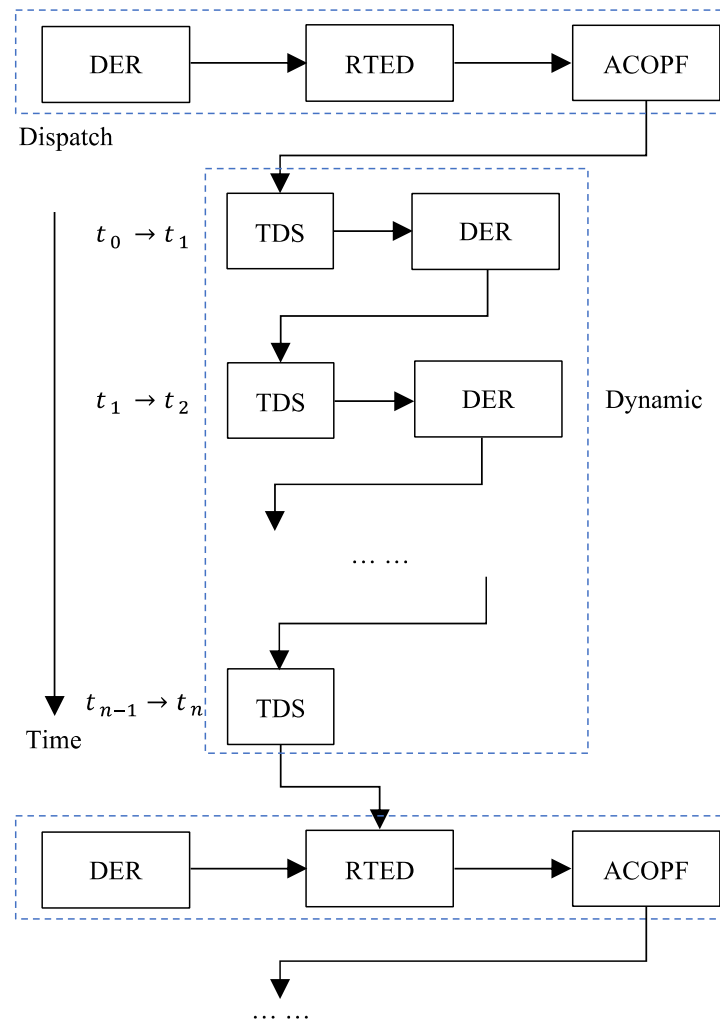 DER RTED ACOPF
Dispatch
t₀ → t₁ TDS DER
t₁ → t₂ TDS DER Dynamic
... ...
tₙ₋₁ → tₙ TDS
Time
DER RTED ACOPF
... ...